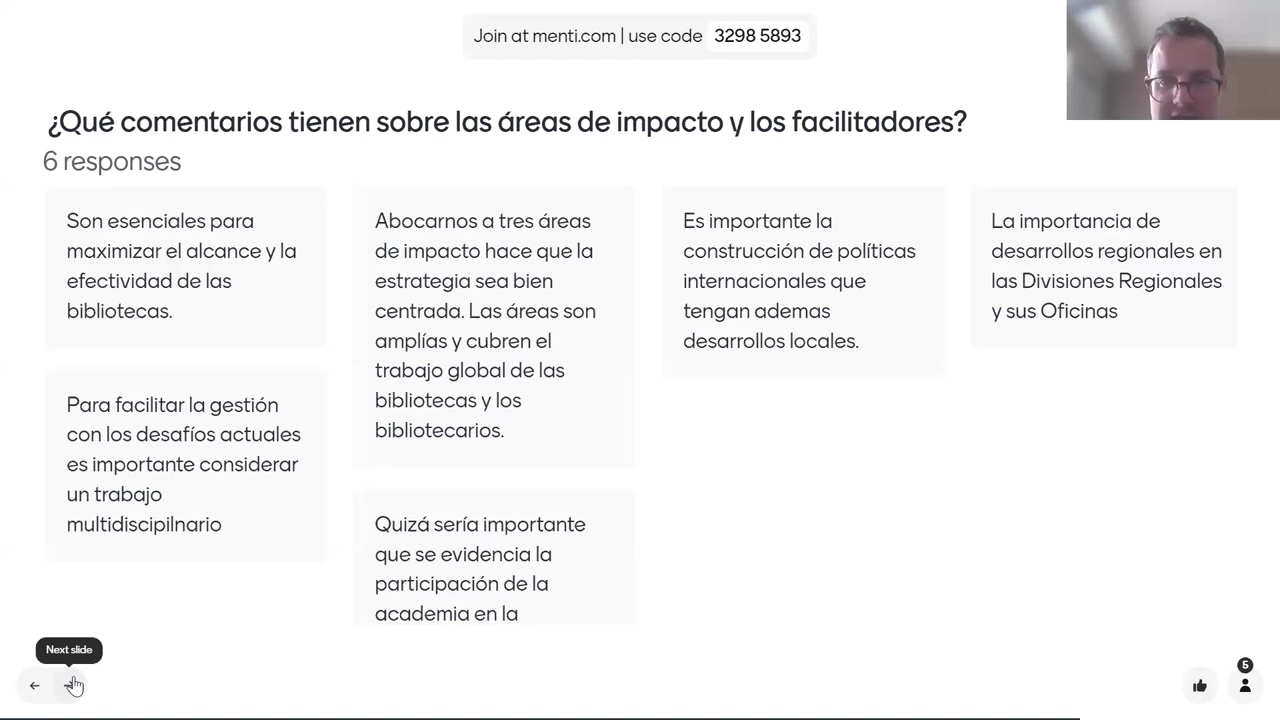 Join at menti.com | use code 3298 5893
¿Qué comentarios tienen sobre las áreas de impacto y los facilitadores?
6 responses
Son esenciales para
maximizar el alcance y la
efectividad de las
bibliotecas.
Para facilitar la gestión
con los desafíos actuales
es importante considerar
un trabajo
multidiscipilnario
Abocarnos a tres áreas
de impacto hace que la
estrategia sea bien
centrada. Las áreas son
amplías y cubren el
trabajo global de las
bibliotecas y los
bibliotecarios.
Quizá sería importante
que se evidencia la
participación de la
academia en la
Es importante la
construcción de políticas
internacionales que
tengan ademas
desarrollos locales.
La importancia de
desarrollos regionales en
las Divisiones Regionales
y sus Oficinas
Next slide
5